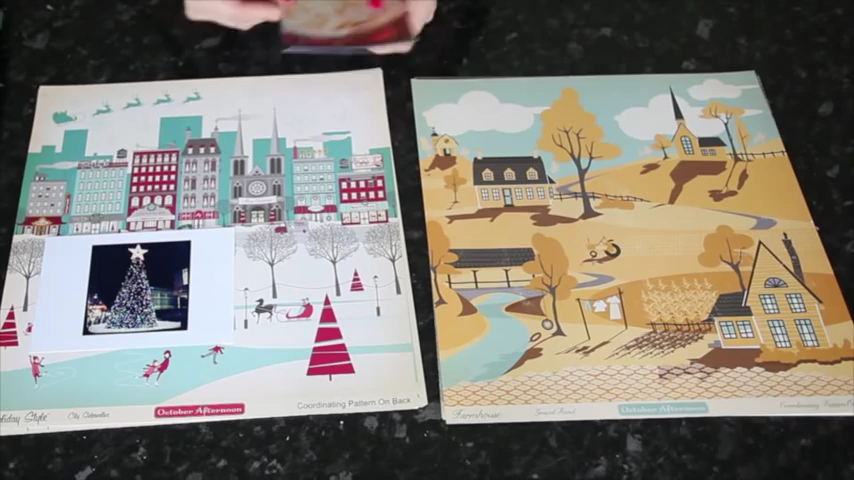 Holiday Style City Sidewalks October Afternoon Coordinating Pattern On Back
Farmhouse October Afternoon